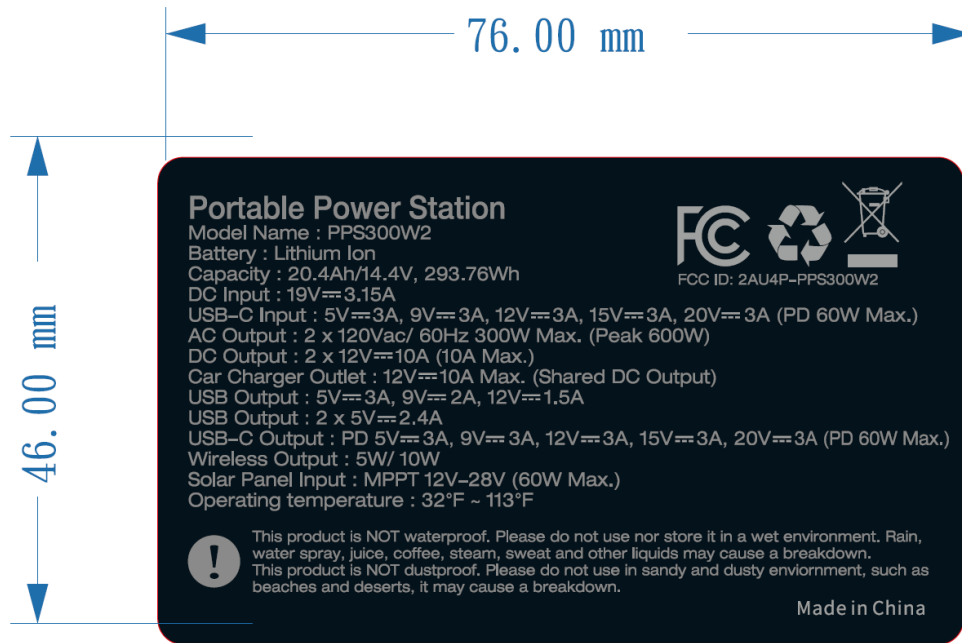 76.00 mm
46.00 mm
Portable Power Station
Model Name : PPS300W2
Battery : Lithium Ion
Capacity : 20.4Ah/14.4V, 293.76Wh
DC Input : 19V⎓3.15A
USB-C Input : 5V⎓3A, 9V⎓3A, 12V⎓3A, 15V⎓3A, 20V⎓3A (PD 60W Max.)
AC Output : 2 x 120Vac/ 60Hz 300W Max. (Peak 600W)
DC Output : 2 x 12V⎓10A (10A Max.)
Car Charger Outlet : 12V⎓10A Max. (Shared DC Output)
USB Output : 5V⎓3A, 9V⎓2A, 12V⎓1.5A
USB Output : 2 x 5V⎓2.4A
USB-C Output : PD 5V⎓3A, 9V⎓3A, 12V⎓3A, 15V⎓3A, 20V⎓3A (PD 60W Max.)
Wireless Output : 5W/ 10W
Solar Panel Input : MPPT 12V-28V (60W Max.)
Operating temperature : 32°F ~ 113°F
FC
FCC ID: 2AU4P-PPS300W2
!
This product is NOT waterproof. Please do not use nor store it in a wet environment. Rain,
water spray, juice, coffee, steam, sweat and other liquids may cause a breakdown.
This product is NOT dustproof. Please do not use in sandy and dusty enviornment, such as
beaches and deserts, it may cause a breakdown.
Made in China